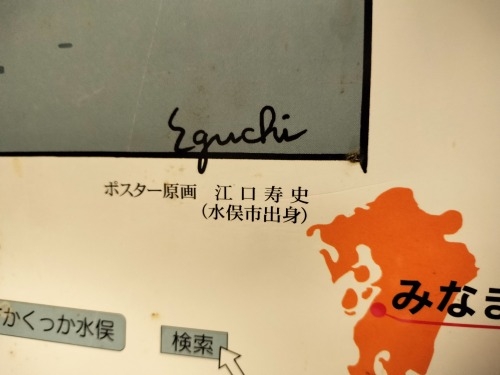 Eguchi
ポスター原画 江口寿史
(水俣市出身)
みなま
かくっか水俣
検索